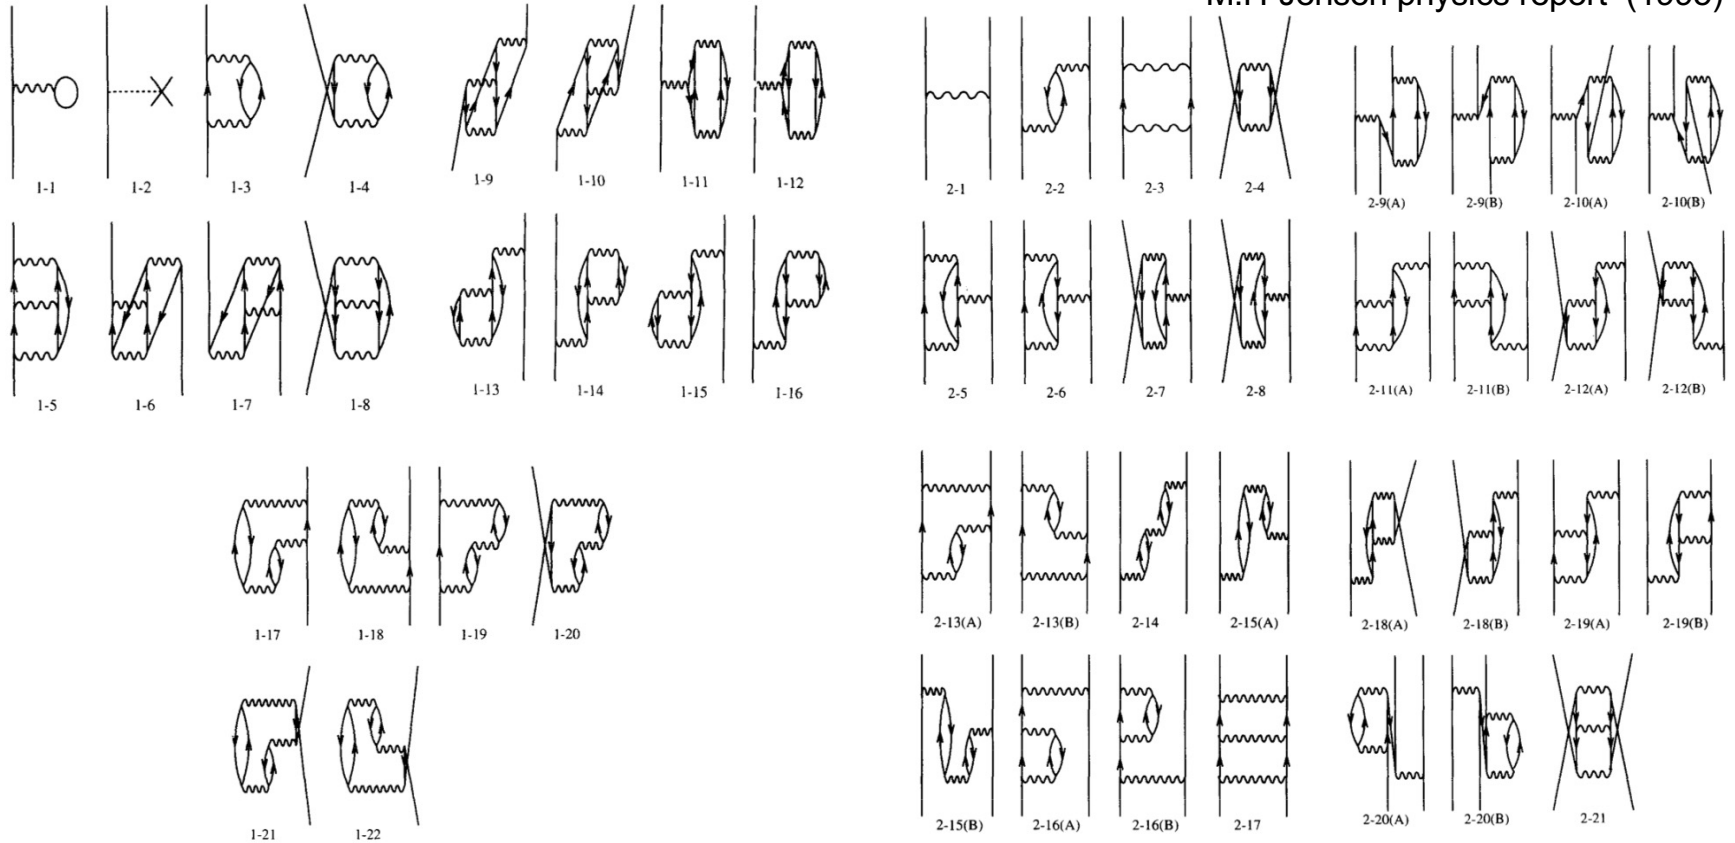 M.H Jensen physics report (1995)
1-1 1-2 1-3 1-4
1-9 1-10 1-11 1-12
1-5 1-6 1-7 1-8
1-13 1-14 1-15 1-16
1-17 1-18 1-19 1-20
1-21 1-22
2-1 2-2 2-3 2-4
2-9(A) 2-9(B) 2-10(A) 2-10(B)
2-5 2-6 2-7 2-8
2-11(A) 2-11(B) 2-12(A) 2-12(B)
2-13(A) 2-13(B) 2-14 2-15(A)
2-18(A) 2-18(B) 2-19(A) 2-19(B)
2-15(B) 2-16(A) 2-16(B) 2-17
2-20(A) 2-20(B) 2-21